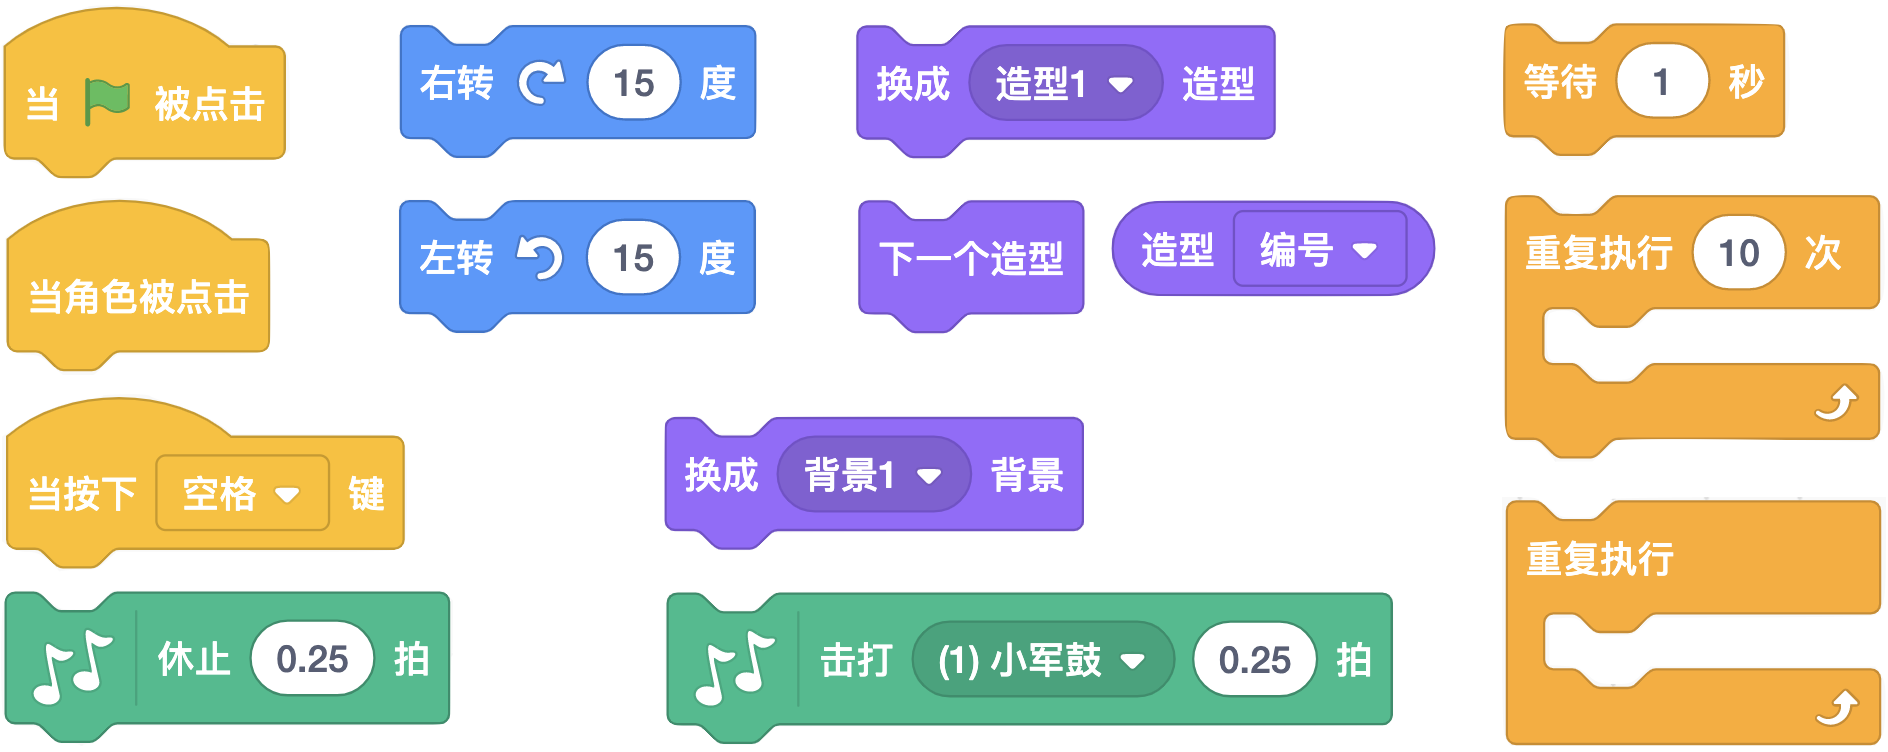 当 被点击
右转 15 度
换成 造型1 造型
等待 1 秒
当角色被点击
左转 15 度
下一个造型
造型 编号
重复执行 10 次
当按下 空格 键
换成 背景1 背景
重复执行
休止 0.25 拍
击打 (1) 小军鼓 0.25 拍